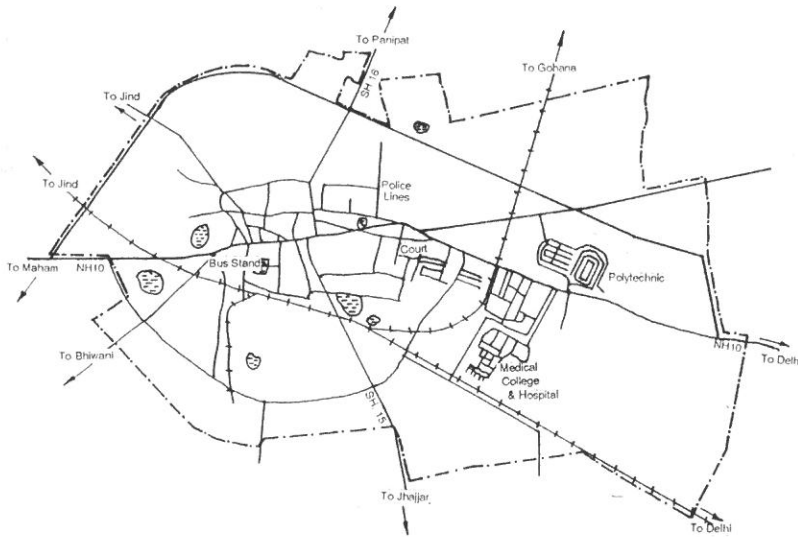 To Panipat
SH. 16
To Gohana
To Jind
To Jind
Police
Lines
Court
Bus Stand
To Maham
NH10
Polytechnic
To Bhiwani
NH10
To Delhi
Medical
College
& Hospital
SH. 15
To Jhajjar
To Delhi